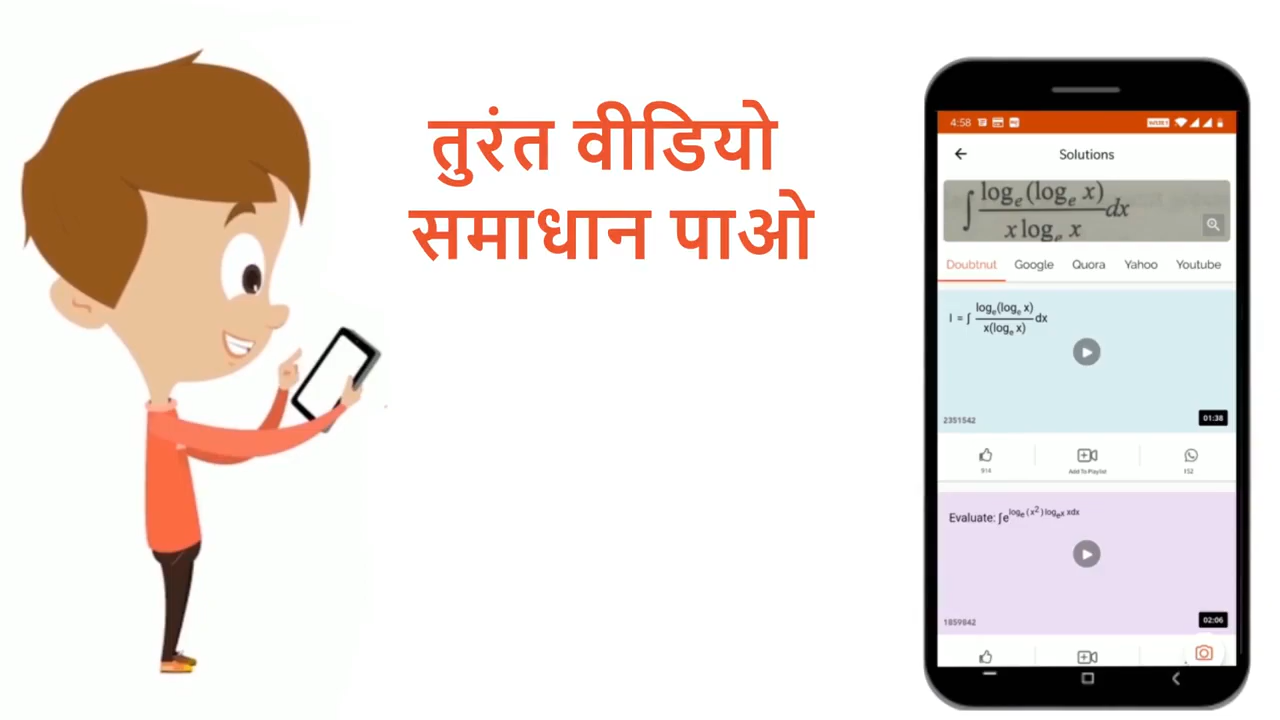 तुरंत वीडियो
समाधान पाओ
4:58
Solutions
∫ logₑ(logₑ x) / x logₑ x dx
Doubtnut Google Quora Yahoo Youtube
I = ∫ logₑ(logₑ x) / x(logₑ x) dx
2351542 01:38
914 Add To Playlist 152
Evaluate: ∫e^logₑ(x²) logₑx xdx
1859842 02:06